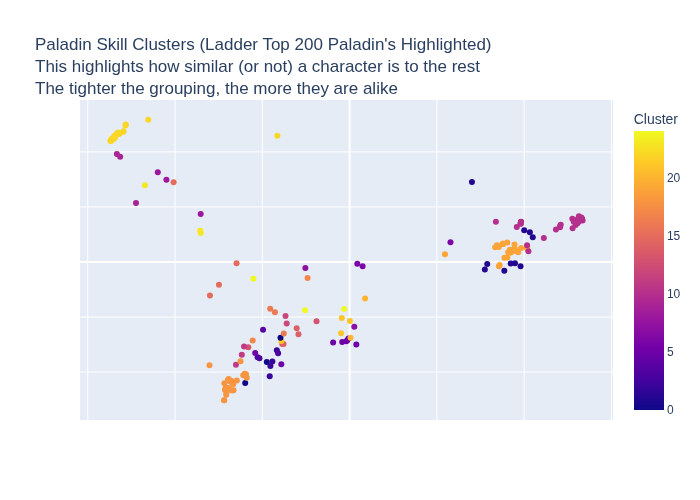 Paladin Skill Clusters (Ladder Top 200 Paladin's Highlighted)
This highlights how similar (or not) a character is to the rest
The tighter the grouping, the more they are alike
Cluster
20
15
10
5
0